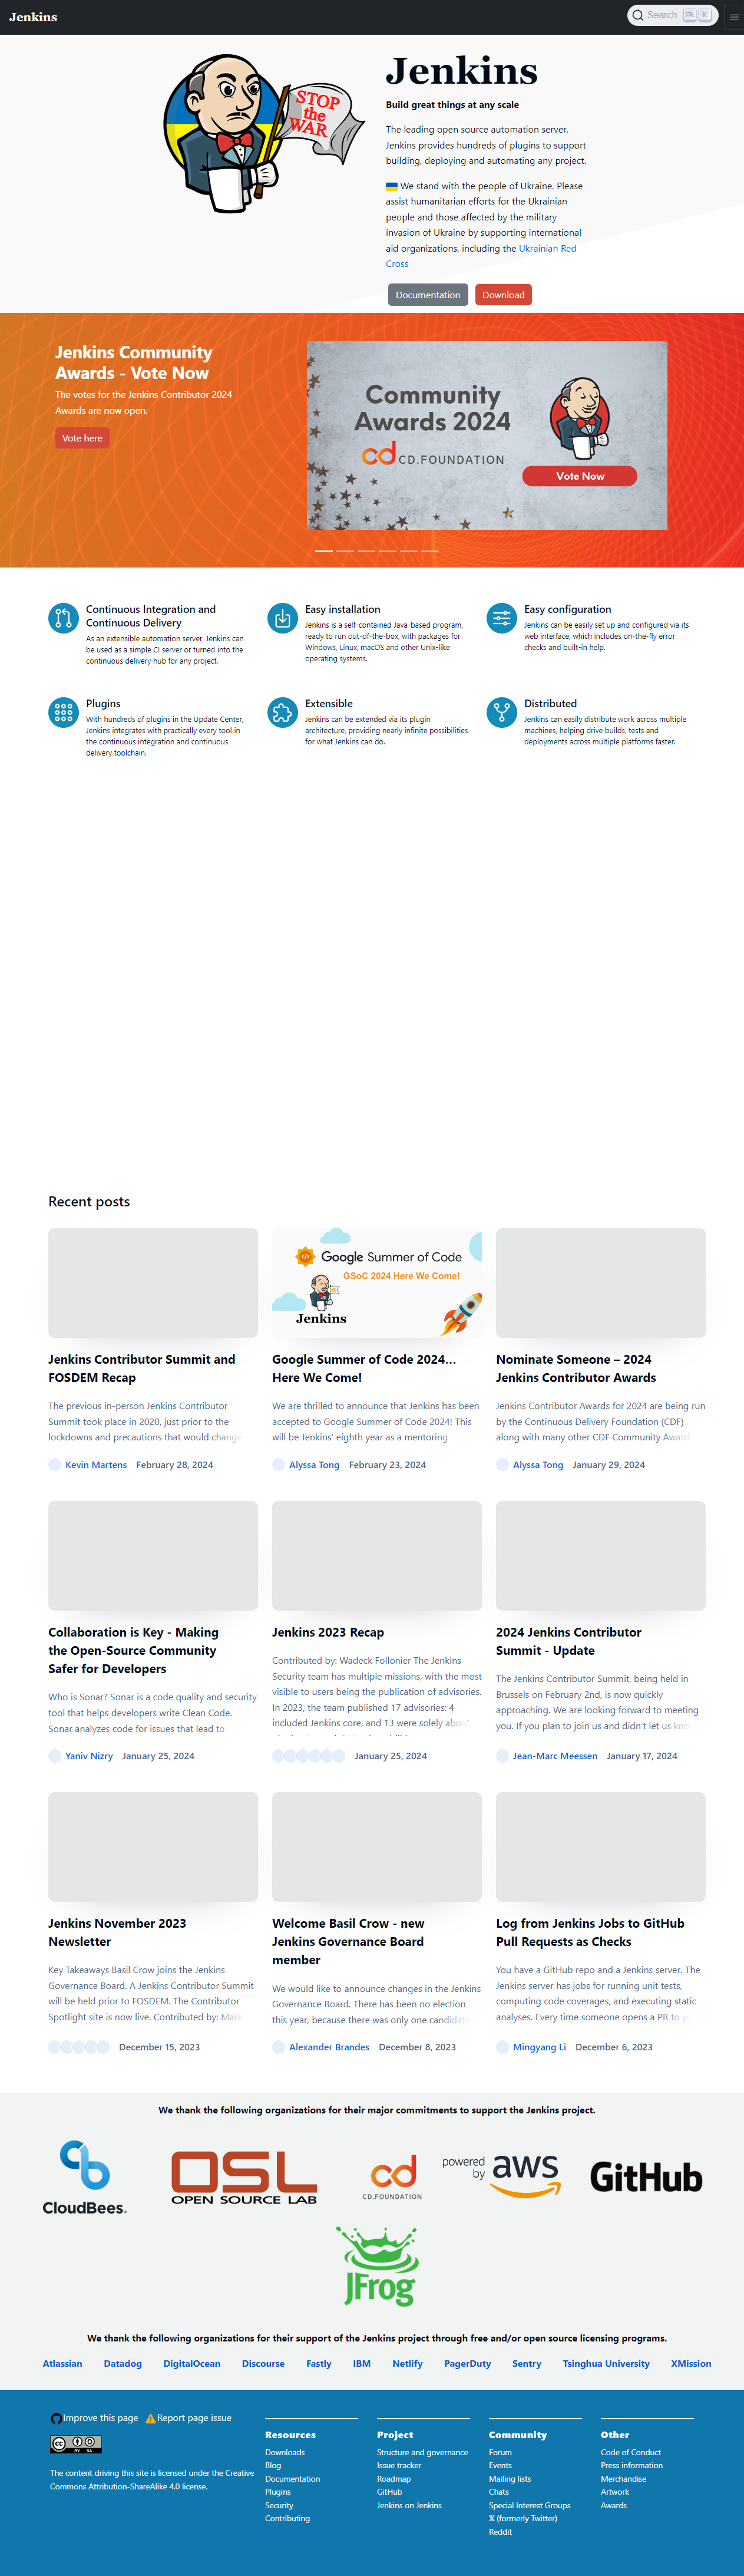 Jenkins
Search
STOP
the
WAR
Jenkins
Build great things at any scale
The leading open source automation server,
Jenkins provides hundreds of plugins to support
building, deploying and automating any project.
We stand with the people of Ukraine. Please
assist humanitarian efforts for the Ukrainian
people and those affected by the military
invasion of Ukraine by supporting international
aid organizations, including the Ukrainian Red
Cross
Documentation
Download
Jenkins Community
Awards - Vote Now
The votes for the Jenkins Contributor 2024
Awards are now open.
Vote here
Community
Awards 2024
cd CD.FOUNDATION
Vote Now
Continuous Integration and
Continuous Delivery
As an extensible automation server, Jenkins can
be used as a simple CI server or turned into the
continuous delivery hub for any project.
Easy installation
Jenkins is a self-contained Java-based program,
ready to run out-of-the-box, with packages for
Windows, Linux, macOS and other Unix-like
operating systems.
Easy configuration
Jenkins can be easily set up and configured via its
web interface, which includes on-the-fly error
checks and built-in help.
Plugins
With hundreds of plugins in the Update Center,
Jenkins integrates with practically every tool in
the continuous integration and continuous
delivery toolchain.
Extensible
Jenkins can be extended via its plugin
architecture, providing nearly infinite possibilities
for what Jenkins can do.
Distributed
Jenkins can easily distribute work across multiple
machines, helping drive builds, tests and
deployments across multiple platforms faster.
Recent posts
Jenkins Contributor Summit and
FOSDEM Recap
The previous in-person Jenkins Contributor
Summit took place in 2020, just prior to the
lockdowns and precautions that would change
Kevin Martens February 28, 2024
Google Summer of Code
GSoC 2024 Here We Come!
Jenkins
Google Summer of Code 2024…
Here We Come!
We are thrilled to announce that Jenkins has been
accepted to Google Summer of Code 2024! This
will be Jenkins' eighth year as a mentoring
Alyssa Tong February 23, 2024
Nominate Someone – 2024
Jenkins Contributor Awards
Jenkins Contributor Awards for 2024 are being run
by the Continuous Delivery Foundation (CDF)
along with many other CDF Community Awards
Alyssa Tong January 29, 2024
Collaboration is Key - Making
the Open-Source Community
Safer for Developers
Who is Sonar? Sonar is a code quality and security
tool that helps developers write Clean Code.
Sonar analyzes code for issues that lead to
Yaniv Nizry January 25, 2024
Jenkins 2023 Recap
Contributed by: Wadeck Follonier The Jenkins
Security team has multiple missions, with the most
visible to users being the publication of advisories.
In 2023, the team published 17 advisories: 4
included Jenkins core, and 13 were solely about
January 25, 2024
2024 Jenkins Contributor
Summit - Update
The Jenkins Contributor Summit, being held in
Brussels on February 2nd, is now quickly
approaching. We are looking forward to meeting
you. If you plan to join us and didn't let us know
Jean-Marc Meessen January 17, 2024
Jenkins November 2023
Newsletter
Key Takeaways Basil Crow joins the Jenkins
Governance Board. A Jenkins Contributor Summit
will be held prior to FOSDEM. The Contributor
Spotlight site is now live. Contributed by: Mark
December 15, 2023
Welcome Basil Crow - new
Jenkins Governance Board
member
We would like to announce changes in the Jenkins
Governance Board. There has been no election
this year, because there was only one candidate
Alexander Brandes December 8, 2023
Log from Jenkins Jobs to GitHub
Pull Requests as Checks
You have a GitHub repo and a Jenkins server. The
Jenkins server has jobs for running unit tests,
computing code coverages, and executing static
analyses. Every time someone opens a PR to
Mingyang Li December 6, 2023
We thank the following organizations for their major commitments to support the Jenkins project.
CloudBees.
OSL
OPEN SOURCE LAB
cd
CD.FOUNDATION
powered
by
aws
GitHub
JFrog
We thank the following organizations for their support of the Jenkins project through free and/or open source licensing programs.
Atlassian Datadog DigitalOcean Discourse Fastly IBM Netlify PagerDuty Sentry Tsinghua University XMission
Improve this page Report page issue
cc BY SA
The content driving this site is licensed under the Creative
Commons Attribution-ShareAlike 4.0 license.
Resources
Downloads
Blog
Documentation
Plugins
Security
Contributing
Project
Structure and governance
Issue tracker
Roadmap
GitHub
Jenkins on Jenkins
Community
Forum
Events
Mailing lists
Chats
Special Interest Groups
𝕏 (formerly Twitter)
Reddit
Other
Code of Conduct
Press information
Merchandise
Artwork
Awards